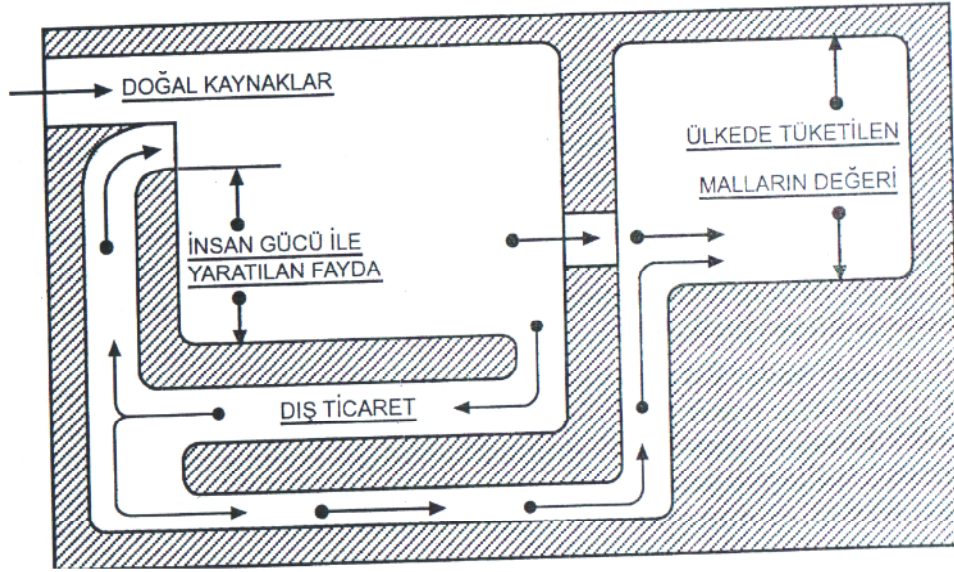 DOĞAL KAYNAKLAR
ÜLKEDE TÜKETİLEN
MALLARIN DEĞERİ
İNSAN GÜCÜ İLE
YARATILAN FAYDA
DIŞ TİCARET